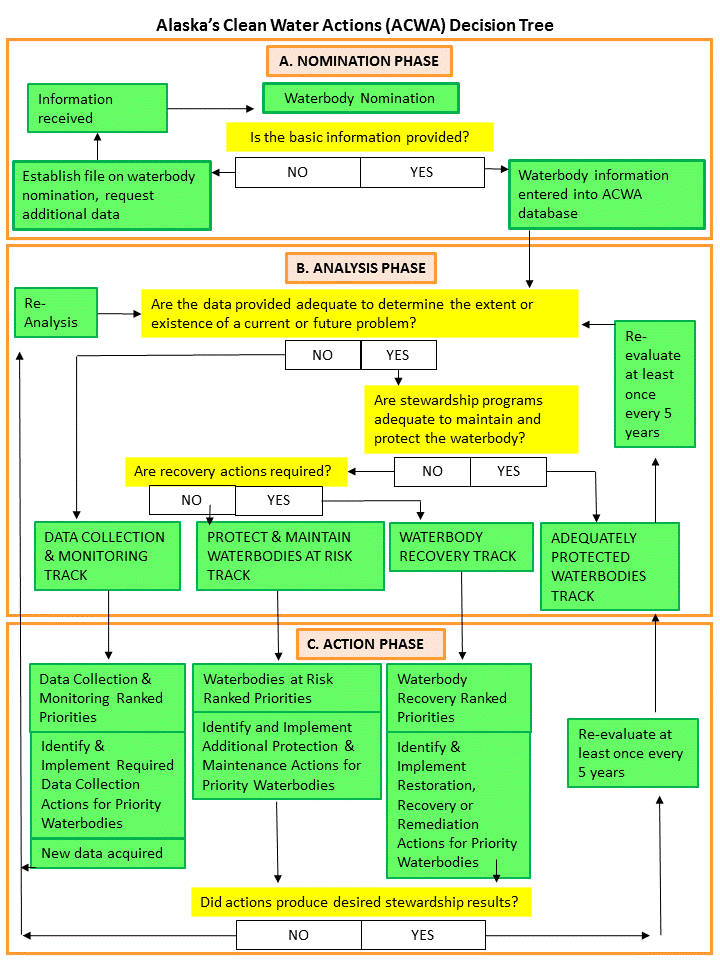 Alaska's Clean Water Actions (ACWA) Decision Tree
A. NOMINATION PHASE
Information
received
Waterbody Nomination
Is the basic information provided?
NO
YES
Establish file on waterbody
nomination, request
additional data
Waterbody information
entered into ACWA
database
B. ANALYSIS PHASE
Re-
Analysis
Are the data provided adequate to determine the extent or
existence of a current or future problem?
NO
YES
Re-
evaluate
at least
once
every 5
years
Are stewardship programs
adequate to maintain and
protect the waterbody?
NO
YES
Are recovery actions required?
NO
YES
DATA COLLECTION
& MONITORING
TRACK
PROTECT & MAINTAIN
WATERBODIES AT RISK
TRACK
WATERBODY
RECOVERY TRACK
ADEQUATELY
PROTECTED
WATERBODIES
TRACK
C. ACTION PHASE
Data Collection &
Monitoring Ranked
Priorities
Identify &
Implement Required
Data Collection
Actions for Priority
Waterbodies
New data acquired
Waterbodies at Risk
Ranked Priorities
Identify and Implement
Additional Protection &
Maintenance Actions for
Priority Waterbodies
Waterbody
Recovery Ranked
Priorities
Identify &
Implement
Restoration,
Recovery or
Remediation
Actions for Priority
Waterbodies
Re-evaluate at
least once every
5 years
Did actions produce desired stewardship results?
NO
YES